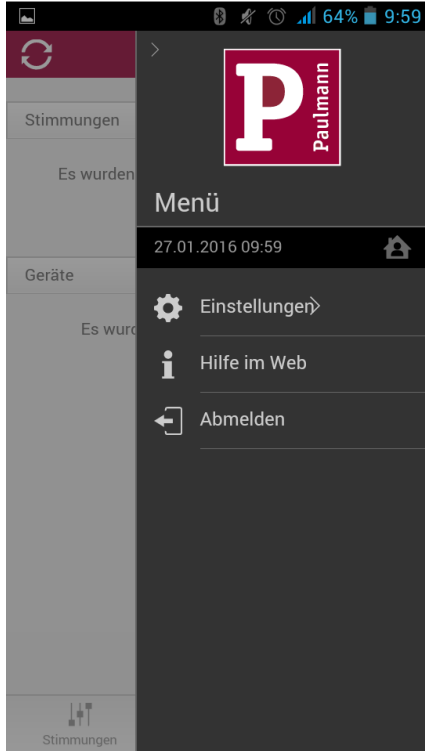 64% 9:59
P Paulmann
Menü
27.01.2016 09:59
Einstellungen
Hilfe im Web
Abmelden
Stimmungen
Es wurden
Geräte
Es wurd
Stimmungen